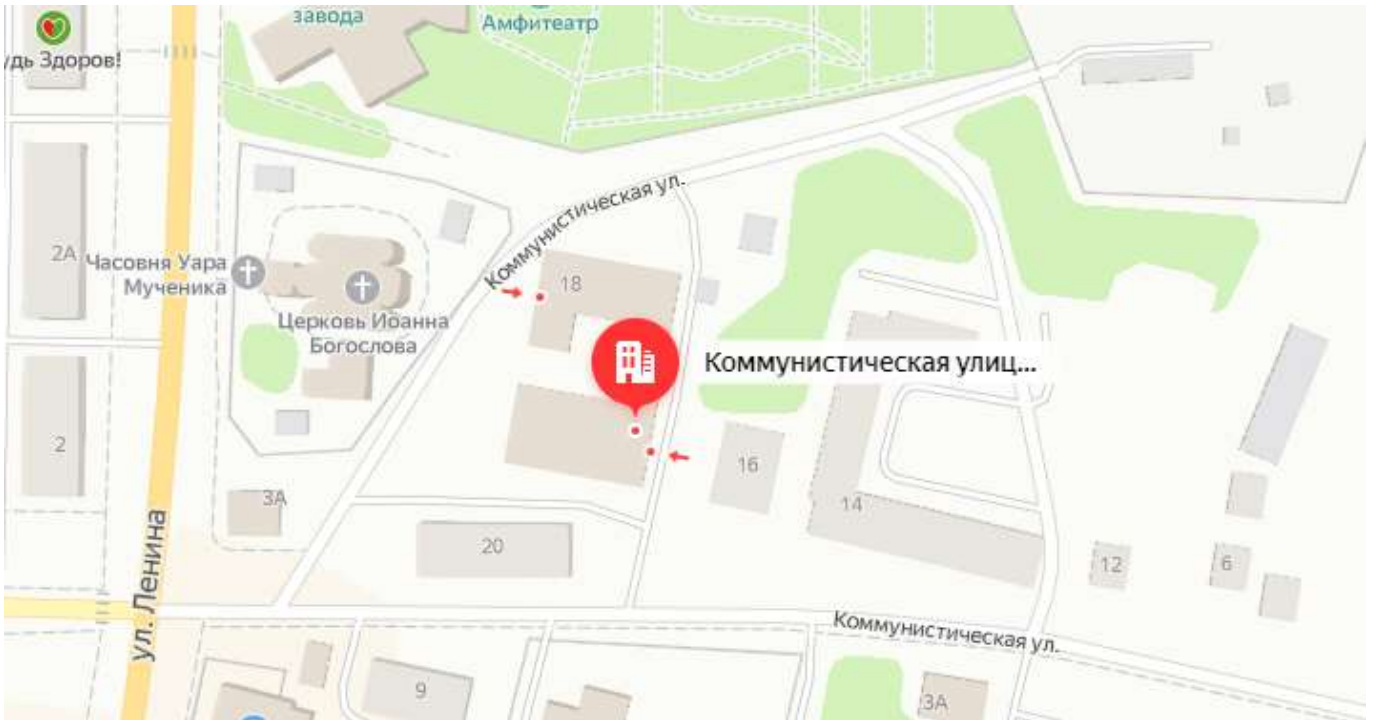 завода
Амфитеатр
удь Здоров!
Коммунистическая ул.
2А
Часовня Уара
Мученика
18
Церковь Иоанна
Богослова
Коммунистическая улиц...
2
16
3А
14
ул. Ленина
20
12
6
Коммунистическая ул.
9
3А